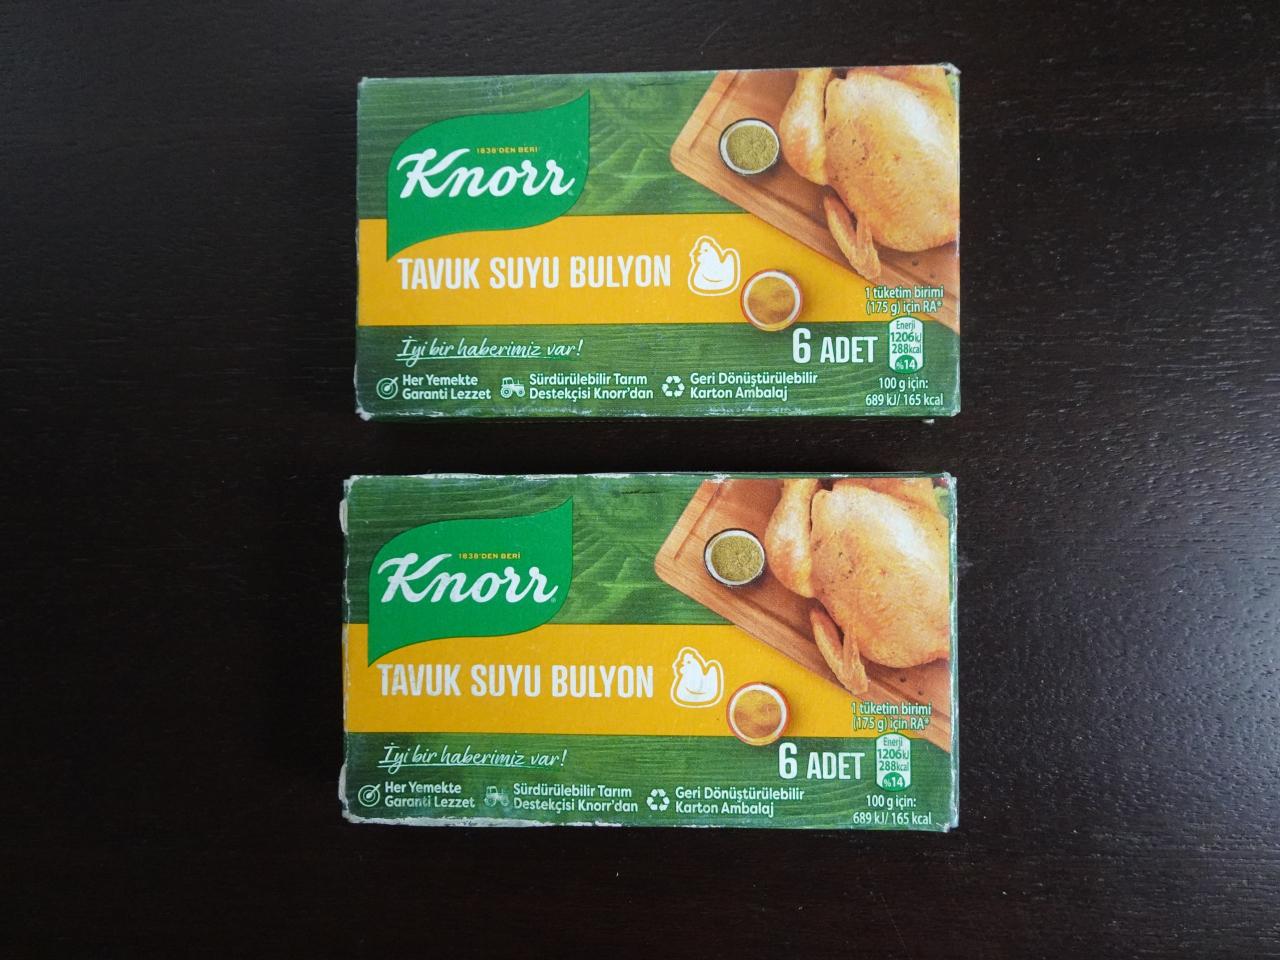 1838'DEN BERİ
Knorr
TAVUK SUYU BULYON
1 tüketim birimi
(175 g) için RA*
Enerji
1206kJ
288kcal
%14
6 ADET
100 g için:
689 kJ/ 165 kcal
İyi bir haberimiz var!
Her Yemekte
Garanti Lezzet
Sürdürülebilir Tarım
Destekçisi Knorr'dan
Geri Dönüştürülebilir
Karton Ambalaj
1838'DEN BERİ
Knorr
TAVUK SUYU BULYON
1 tüketim birimi
(175 g) için RA*
Enerji
1206kJ
288kcal
%14
6 ADET
100 g için:
689 kJ/ 165 kcal
İyi bir haberimiz var!
Her Yemekte
Garanti Lezzet
Sürdürülebilir Tarım
Destekçisi Knorr'dan
Geri Dönüştürülebilir
Karton Ambalaj